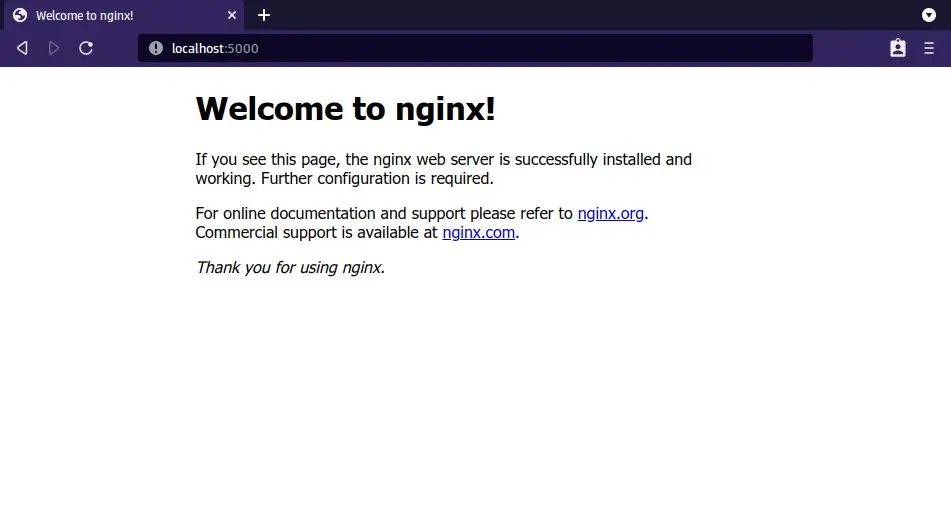 Welcome to nginx!
localhost:5000
Welcome to nginx!
If you see this page, the nginx web server is successfully installed and
working. Further configuration is required.
For online documentation and support please refer to nginx.org.
Commercial support is available at nginx.com.
Thank you for using nginx.